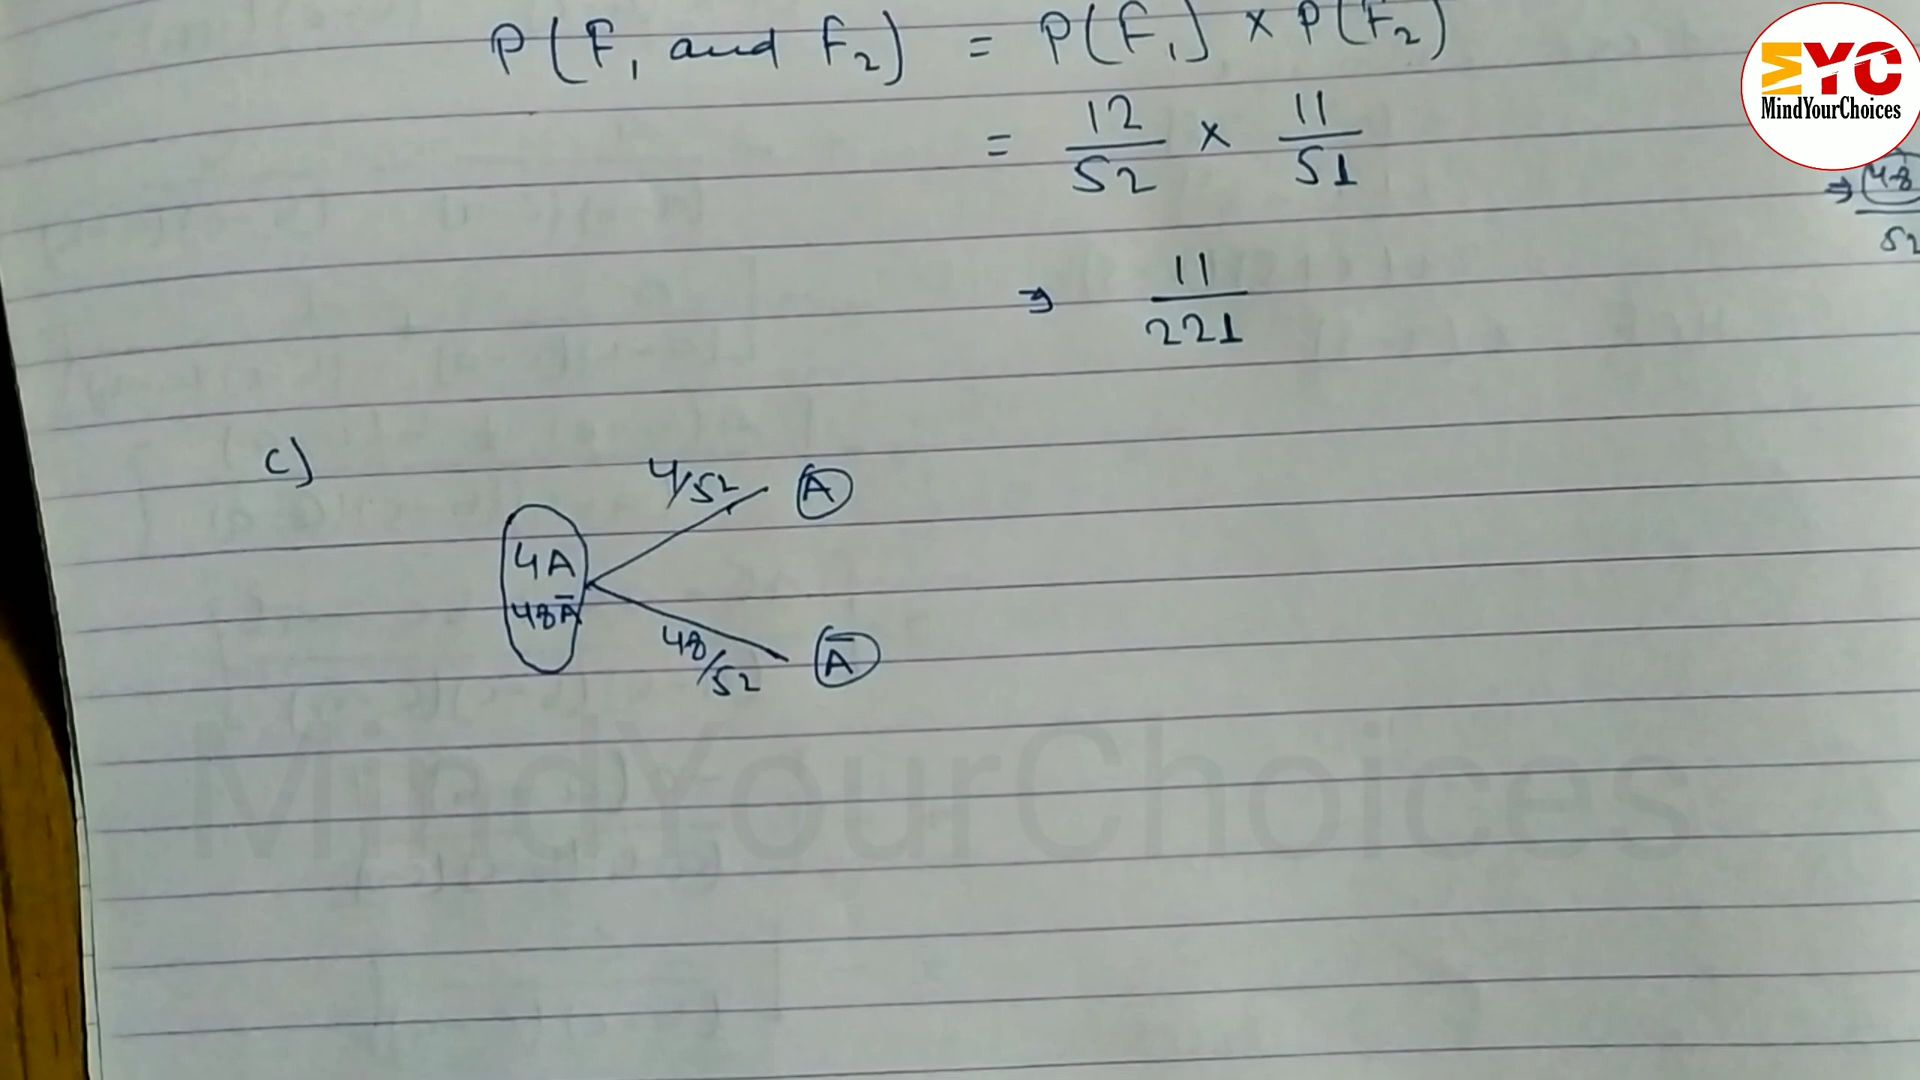 P(F₁ and F₂) = P(F₁) × P(F₂)
= 12/52 × 11/51
⇒ 48/52
⇒ 11/221
c)
4/52 A
4A
48Ā
48/52 Ā
MYC
MindYourChoices
MindYourChoices